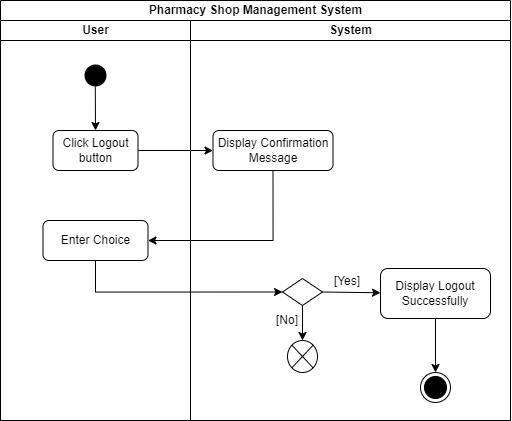 Pharmacy Shop Management System
User
System
Click Logout
button
Display Confirmation
Message
Enter Choice
[Yes]
Display Logout
Successfully
[No]